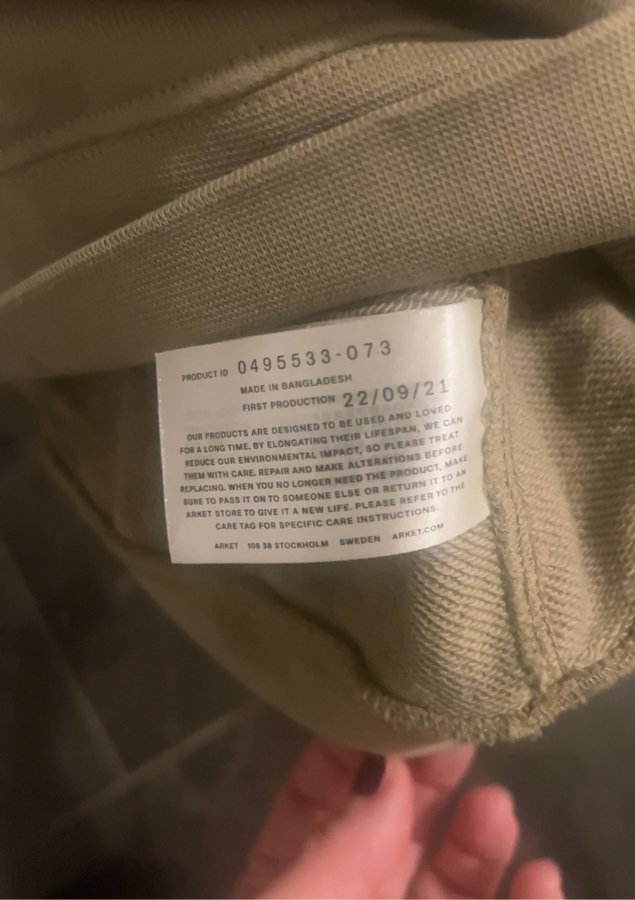 PRODUCT ID 0495533-073
MADE IN BANGLADESH
FIRST PRODUCTION 22/09/21
OUR PRODUCTS ARE DESIGNED TO BE USED AND LOVED
FOR A LONG TIME. BY ELONGATING THEIR LIFESPAN, WE CAN
REDUCE OUR ENVIRONMENTAL IMPACT, SO PLEASE TREAT
THEM WITH CARE. REPAIR AND MAKE ALTERATIONS BEFORE
REPLACING. WHEN YOU NO LONGER NEED THE PRODUCT, MAKE
SURE TO PASS IT ON TO SOMEONE ELSE OR RETURN IT TO AN
ARKET STORE TO GIVE IT A NEW LIFE. PLEASE REFER TO THE
CARE TAG FOR SPECIFIC CARE INSTRUCTIONS.
ARKET 106 38 STOCKHOLM SWEDEN ARKET.COM